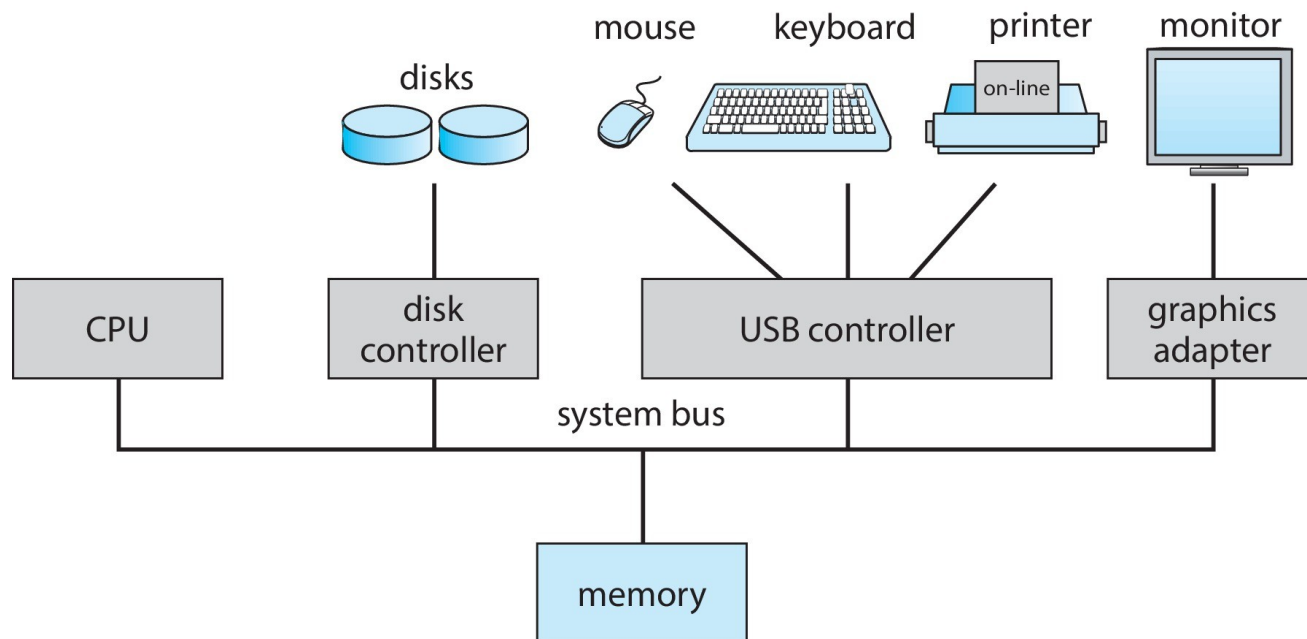 mouse
keyboard
printer
monitor
disks
on-line
CPU
disk
controller
USB controller
graphics
adapter
system bus
memory